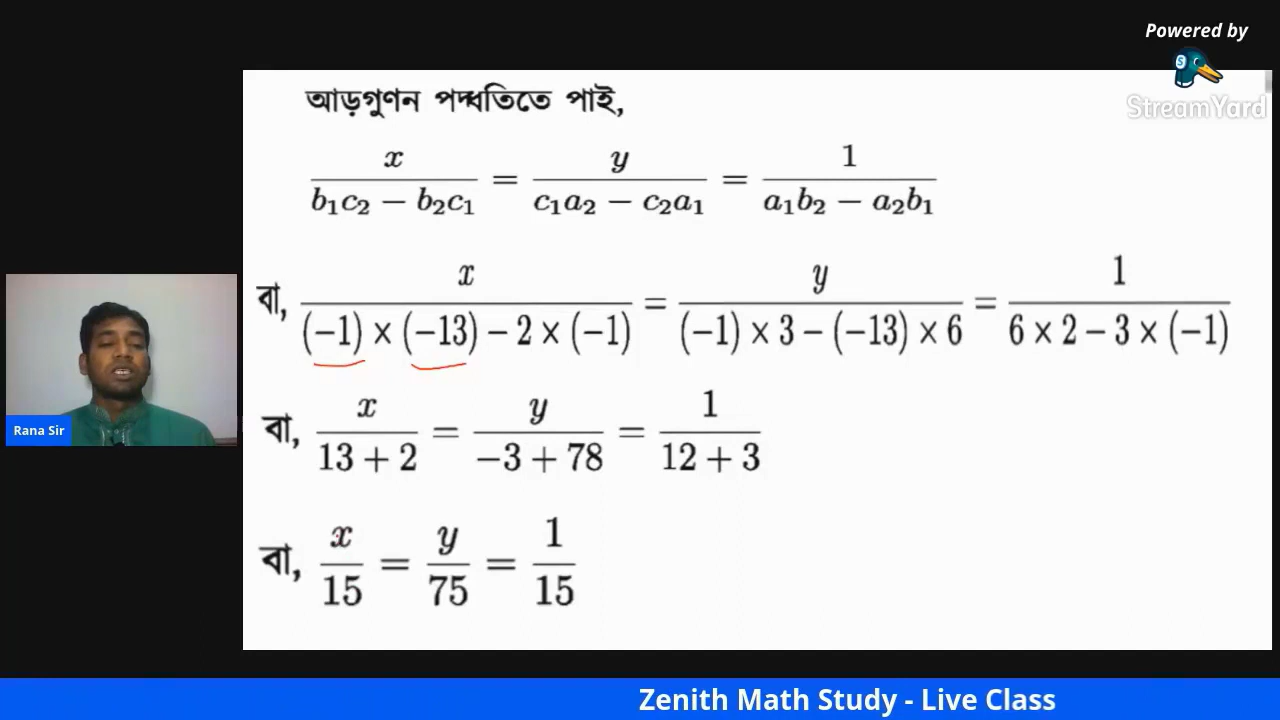 Powered by
StreamYard
আড়গুণন পদ্ধতিতে পাই,
x/(b₁c₂ − b₂c₁) = y/(c₁a₂ − c₂a₁) = 1/(a₁b₂ − a₂b₁)
বা, x/((−1) × (−13) − 2 × (−1)) = y/((−1) × 3 − (−13) × 6) = 1/(6 × 2 − 3 × (−1))
বা, x/(13 + 2) = y/(−3 + 78) = 1/(12 + 3)
বা, x/15 = y/75 = 1/15
Rana Sir
Zenith Math Study - Live Class